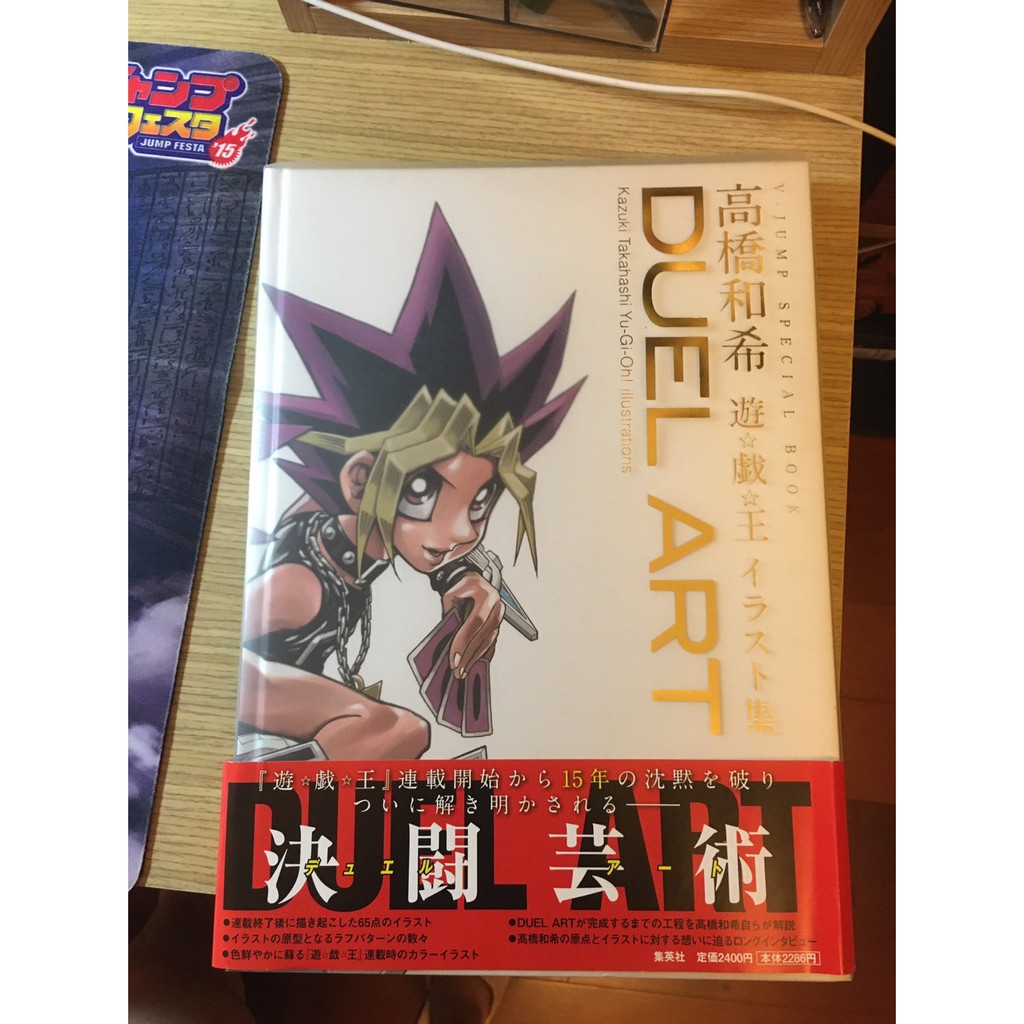 ャンプ
フェスタ
JUMP FESTA '15
V・JUMP SPECIAL BOOK
高橋和希 遊☆戯☆王 イラスト集
DUEL ART
Kazuki Takahashi Yu-Gi-Oh! illustrations
『遊☆戯☆王』連載開始から15年の沈黙を破り
ついに解き明かされる――
DUEL ART
決闘芸術
デュエル アート
●連載終了後に描き起こした65点のイラスト
●イラストの原型となるラフパターンの数々
●色鮮やかに蘇る『遊☆戯☆王』連載時のカラーイラスト
●DUEL ARTが完成するまでの工程を高橋和希自らが解説
●高橋和希の原点とイラストに対する想いに迫るロングインタビュー
集英社 定価2400円 本体2286円